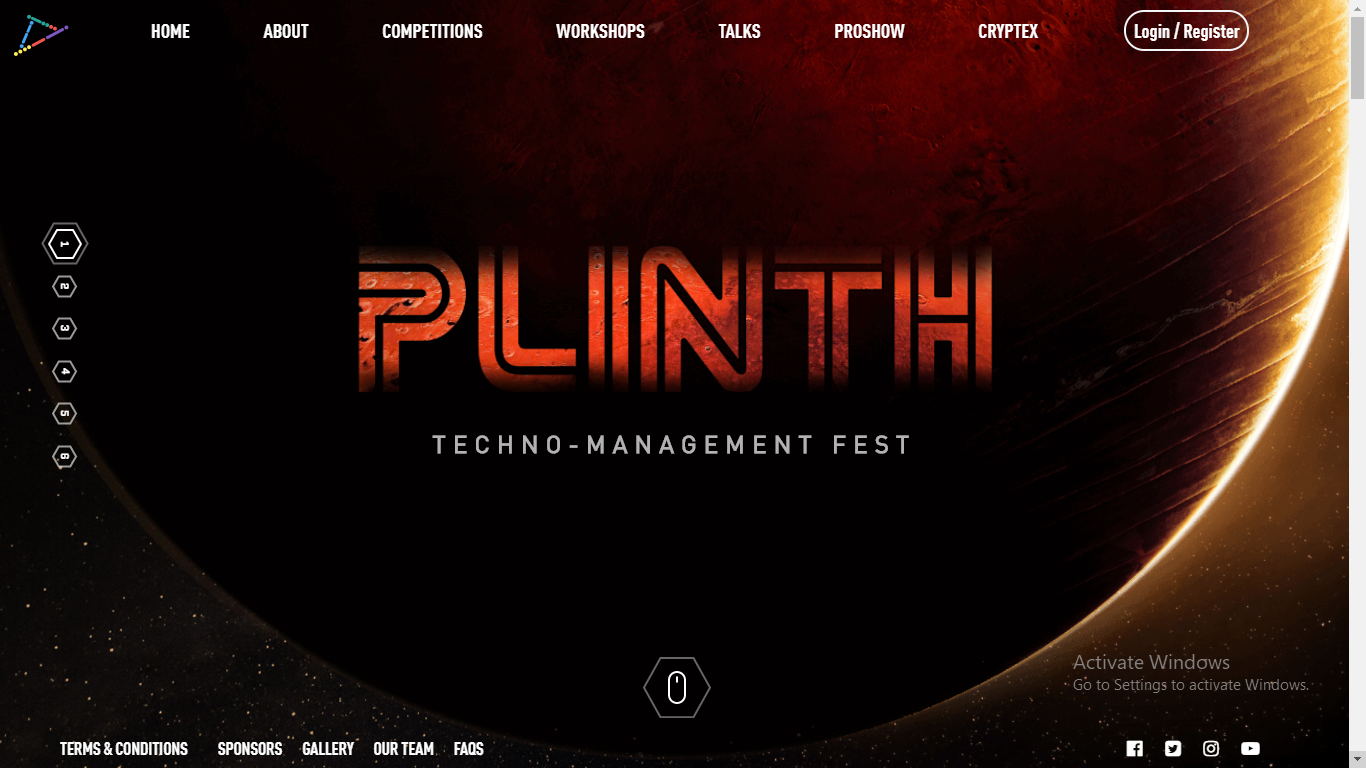 HOME ABOUT COMPETITIONS WORKSHOPS TALKS PROSHOW CRYPTEX Login / Register
1
2
3
4
5
6
PLINTH
TECHNO-MANAGEMENT FEST
Activate Windows
Go to Settings to activate Windows.
TERMS & CONDITIONS SPONSORS GALLERY OUR TEAM FAQS